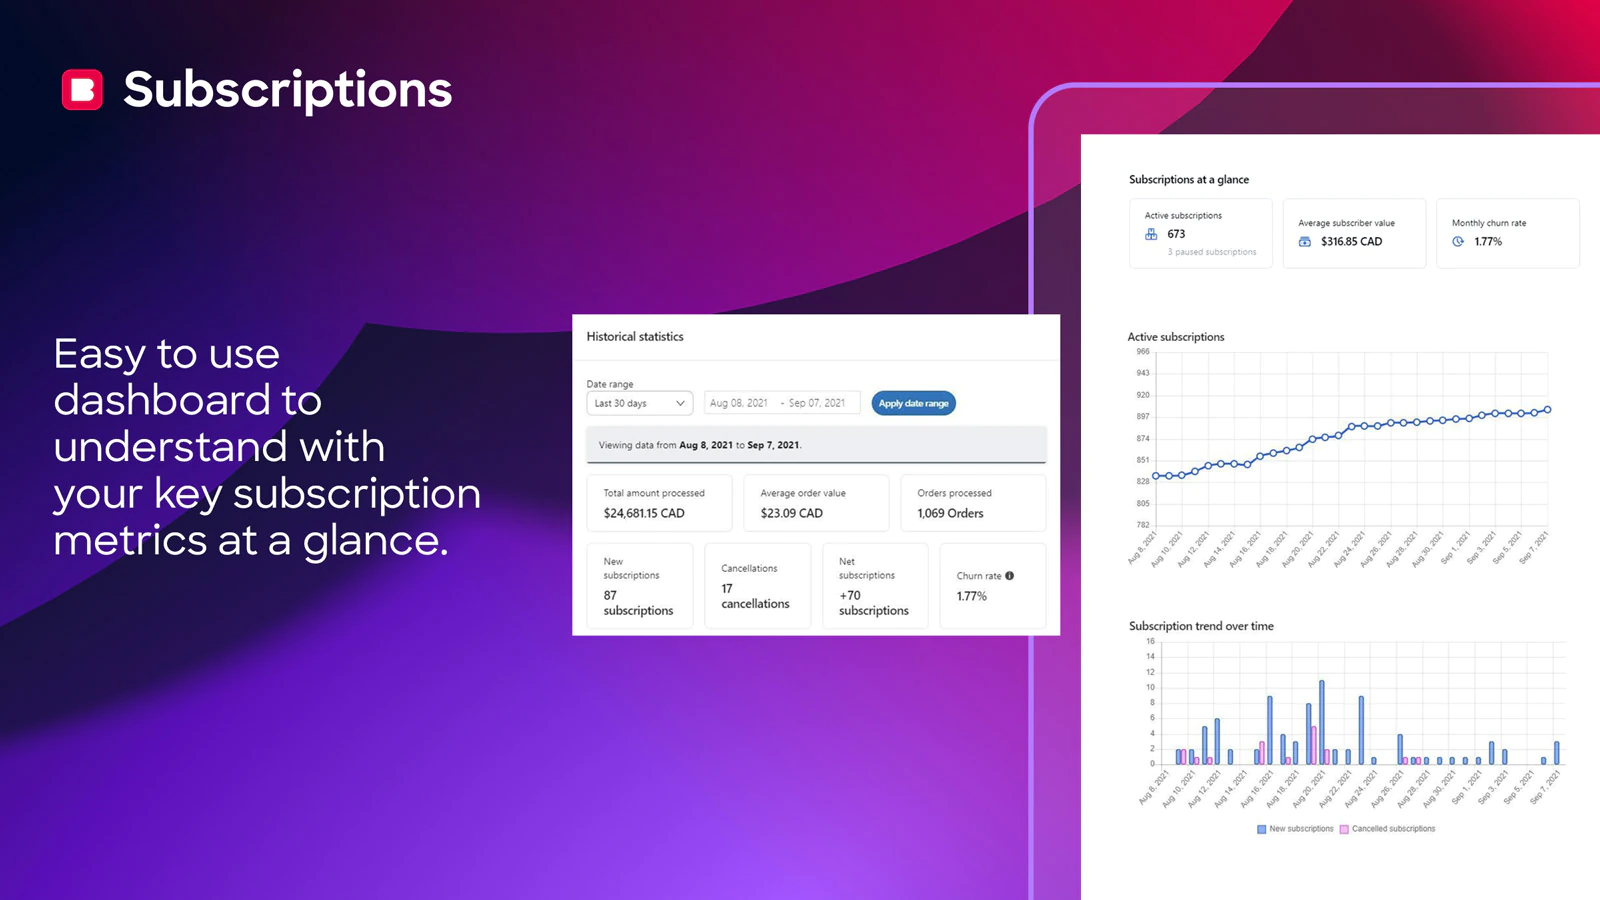 Subscriptions
Easy to use
dashboard to
understand with
your key subscription
metrics at a glance.
Historical statistics
Date range
Last 30 days
Aug 08, 2021 - Sep 07, 2021
Apply date range
Viewing data from Aug 8, 2021 to Sep 7, 2021.
Total amount processed
$24,681.15 CAD
Average order value
$23.09 CAD
Orders processed
1,069 Orders
New
subscriptions
87
subscriptions
Cancellations
17
cancellations
Net
subscriptions
+70
subscriptions
Churn rate
1.77%
Subscriptions at a glance
Active subscriptions
673
3 paused subscriptions
Average subscriber value
$316.85 CAD
Monthly churn rate
1.77%
Active subscriptions
966
943
920
897
874
851
828
805
782
Aug 8, 2021
Aug 10, 2021
Aug 12, 2021
Aug 14, 2021
Aug 16, 2021
Aug 18, 2021
Aug 20, 2021
Aug 22, 2021
Aug 24, 2021
Aug 26, 2021
Aug 28, 2021
Aug 30, 2021
Sep 1, 2021
Sep 3, 2021
Sep 5, 2021
Sep 7, 2021
Subscription trend over time
16
14
12
10
8
6
4
2
0
Aug 8, 2021
Aug 10, 2021
Aug 12, 2021
Aug 14, 2021
Aug 16, 2021
Aug 18, 2021
Aug 20, 2021
Aug 22, 2021
Aug 24, 2021
Aug 26, 2021
Aug 28, 2021
Aug 30, 2021
Sep 1, 2021
Sep 3, 2021
Sep 5, 2021
Sep 7, 2021
New subscriptions
Cancelled subscriptions